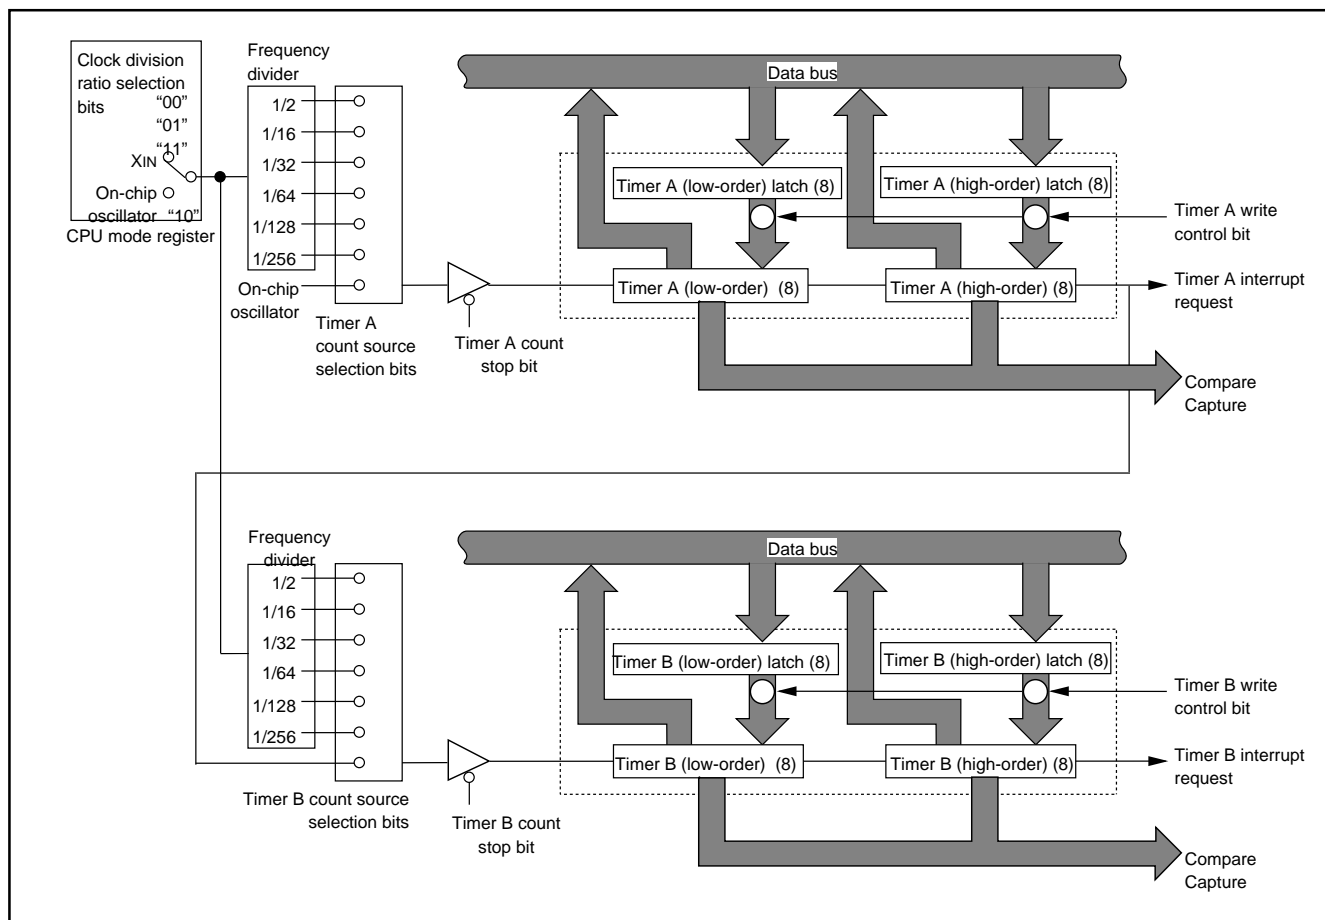 Clock division
ratio selection
bits
“00”
“01”
“11”
XIN
On-chip
oscillator “10”
CPU mode register
Frequency
divider
1/2
1/16
1/32
1/64
1/128
1/256
On-chip
oscillator
Timer A
count source
selection bits
Timer A count
stop bit
Data bus
Timer A (low-order) latch (8)
Timer A (high-order) latch (8)
Timer A write
control bit
Timer A (low-order) (8)
Timer A (high-order) (8)
Timer A interrupt
request
Compare
Capture
Frequency
divider
1/2
1/16
1/32
1/64
1/128
1/256
Timer B count source
selection bits
Timer B count
stop bit
Data bus
Timer B (low-order) latch (8)
Timer B (high-order) latch (8)
Timer B write
control bit
Timer B (low-order) (8)
Timer B (high-order) (8)
Timer B interrupt
request
Compare
Capture